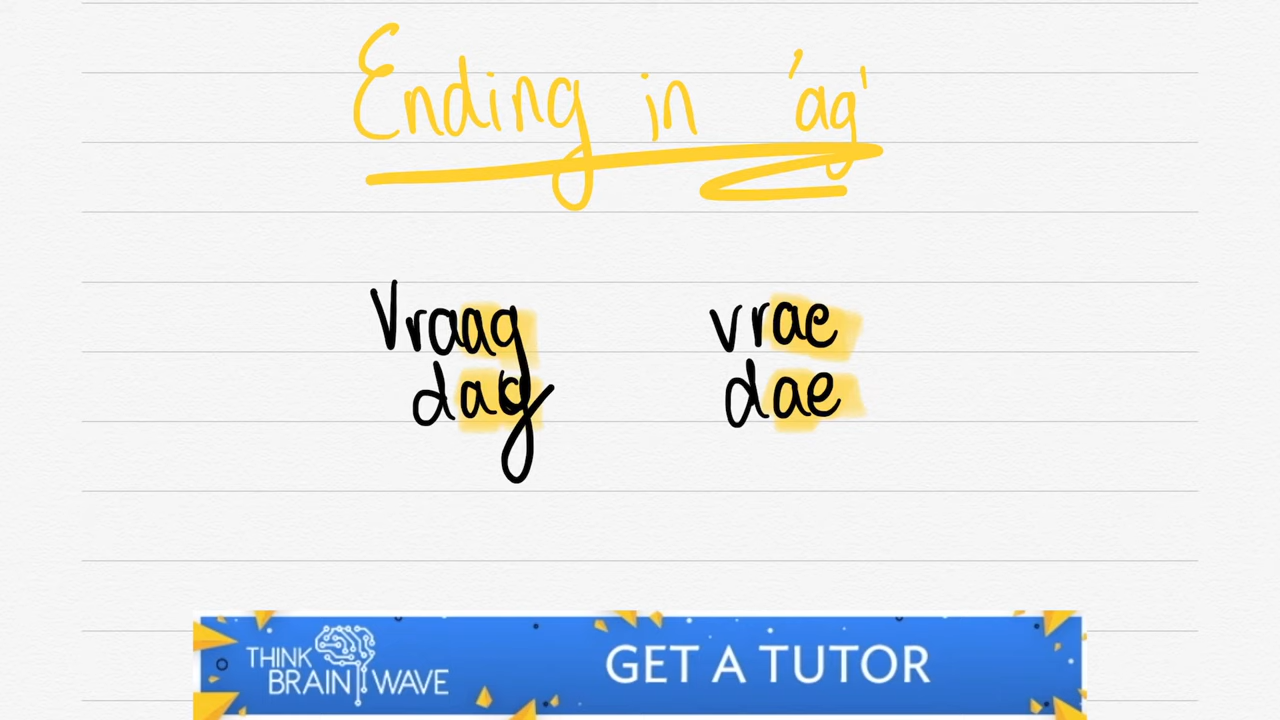 Ending in 'ag'
Vraag vrae
dag dae
THINK BRAIN WAVE GET A TUTOR